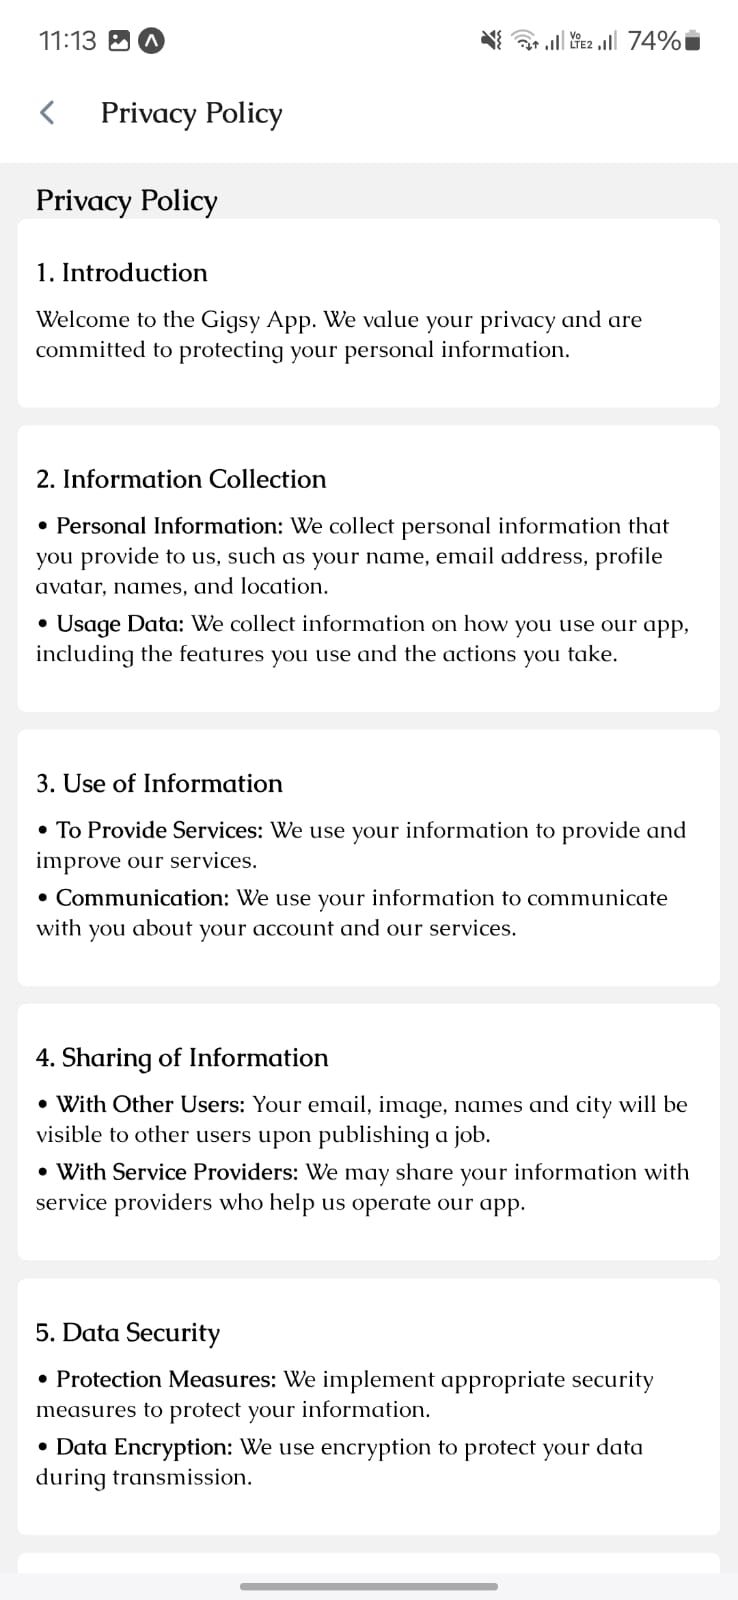 11:13
Vo
LTE2
74%
Privacy Policy
Privacy Policy
1. Introduction
Welcome to the Gigsy App. We value your privacy and are
committed to protecting your personal information.
2. Information Collection
• Personal Information: We collect personal information that
you provide to us, such as your name, email address, profile
avatar, names, and location.
• Usage Data: We collect information on how you use our app,
including the features you use and the actions you take.
3. Use of Information
• To Provide Services: We use your information to provide and
improve our services.
• Communication: We use your information to communicate
with you about your account and our services.
4. Sharing of Information
• With Other Users: Your email, image, names and city will be
visible to other users upon publishing a job.
• With Service Providers: We may share your information with
service providers who help us operate our app.
5. Data Security
• Protection Measures: We implement appropriate security
measures to protect your information.
• Data Encryption: We use encryption to protect your data
during transmission.